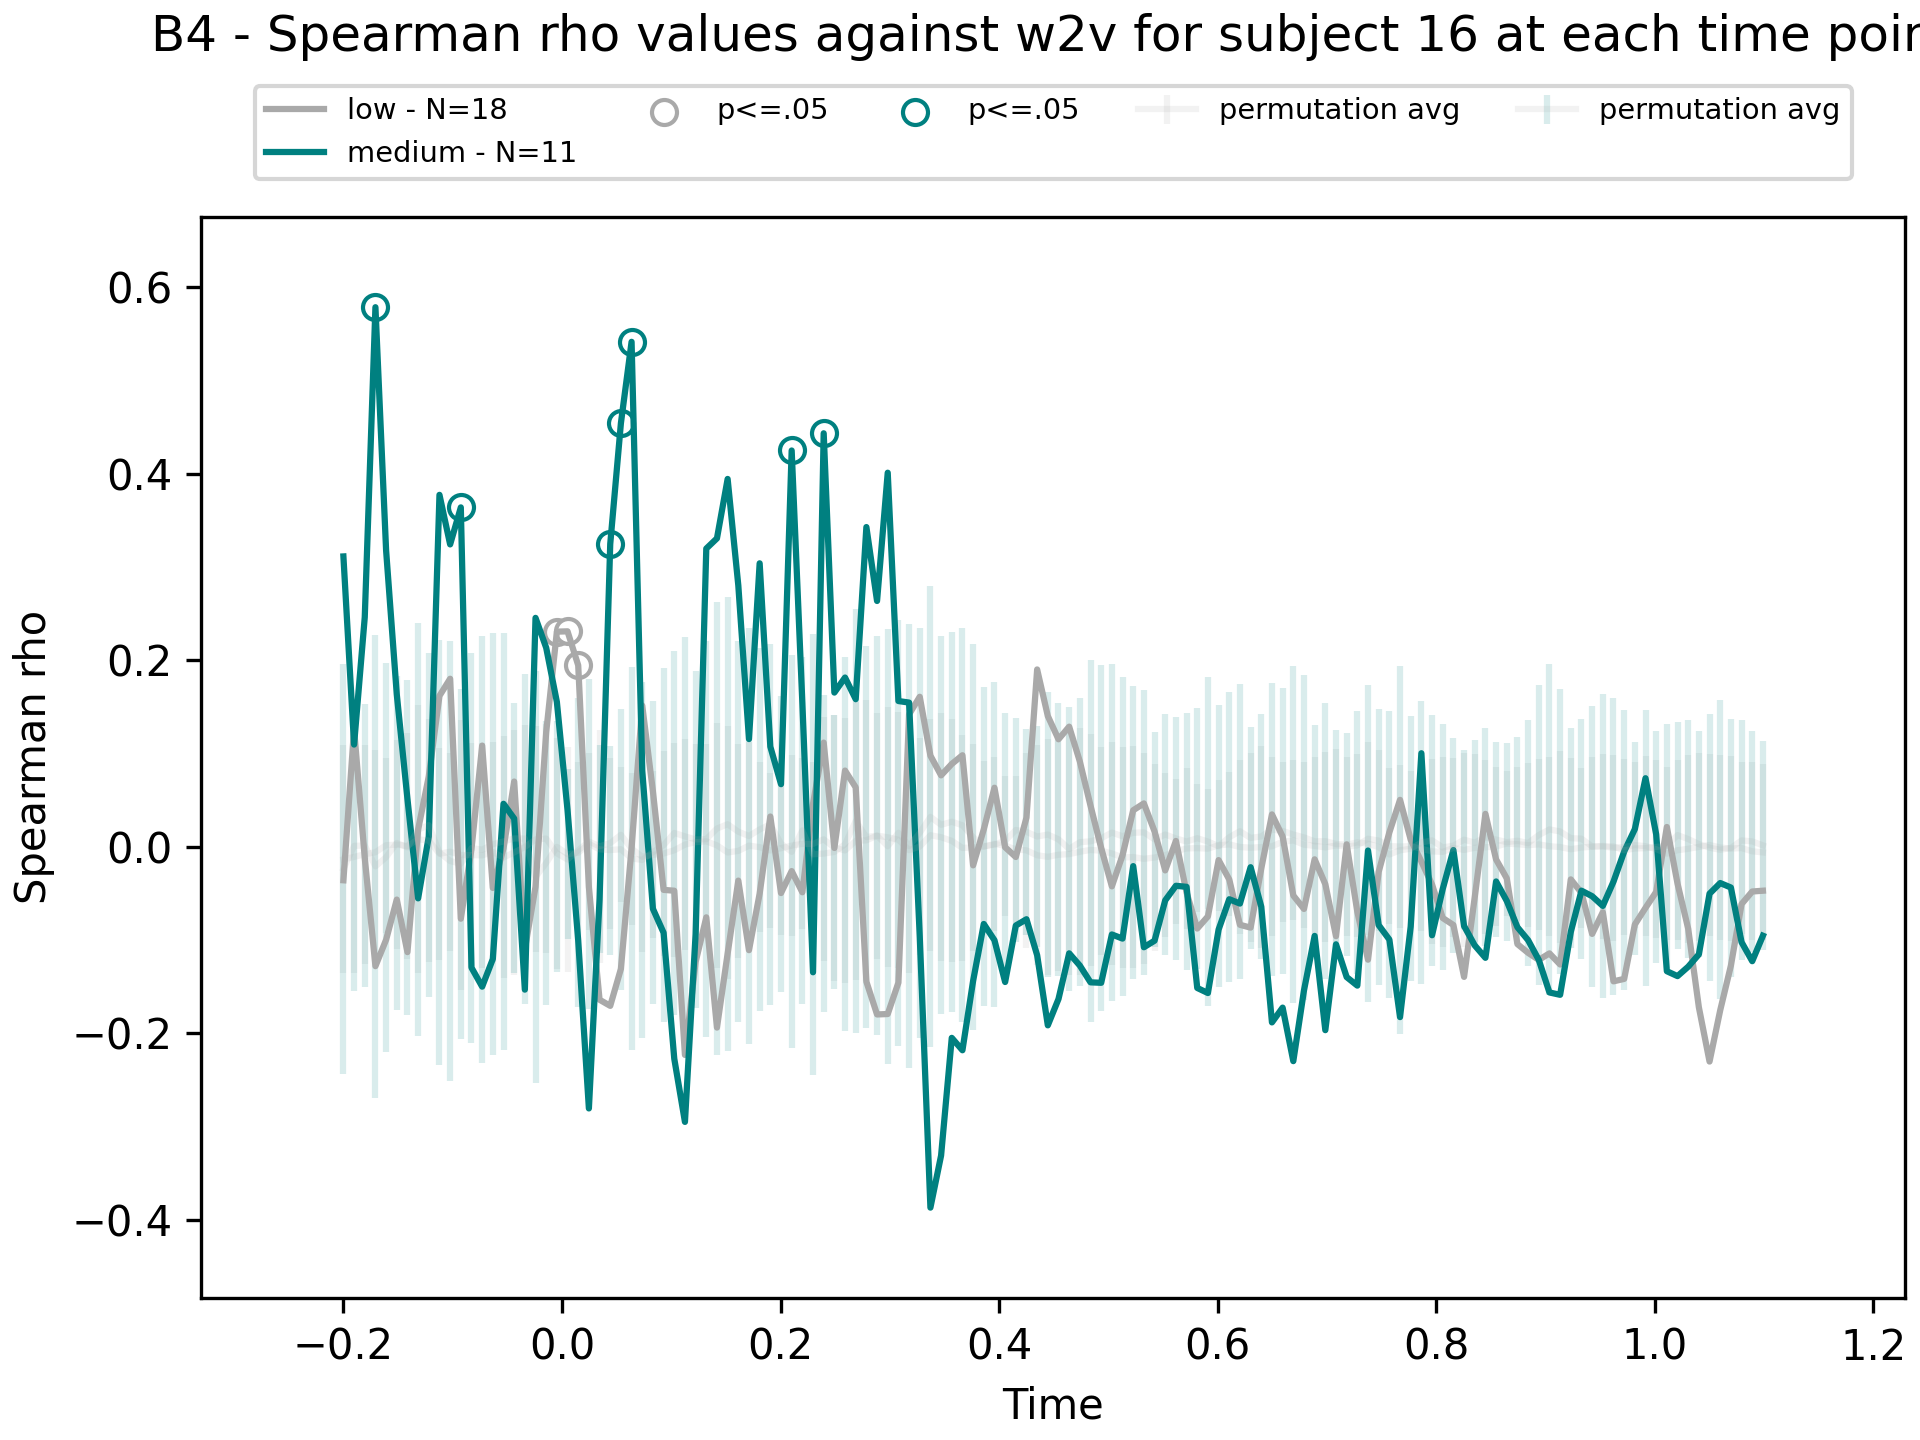 B4 - Spearman rho values against w2v for subject 16 at each time poin
low - N=18
medium - N=11
p<=.05
p<=.05
permutation avg
permutation avg
Spearman rho
0.6
0.4
0.2
0.0
−0.2
−0.4
−0.2
0.0
0.2
0.4
0.6
0.8
1.0
1.2
Time